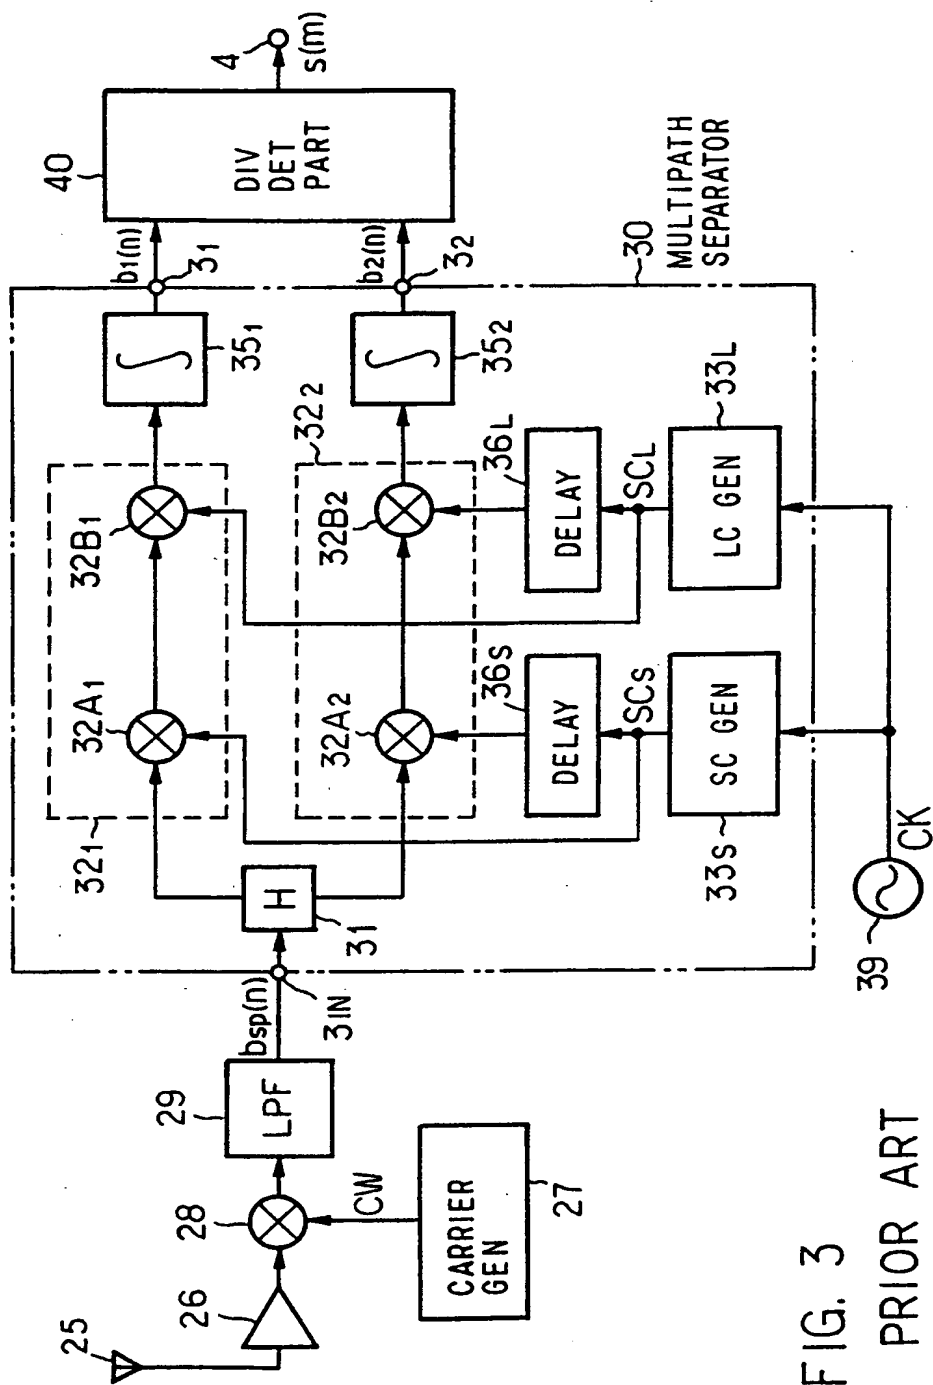 25
26
28
CW
CARRIER
GEN
27
29
LPF
bsp(n)
31N
H
31
321
32A1
32B1
351
b1(n)
31
322
32A2
32B2
352
b2(n)
32
40
DIV
DET
PART
4
s(m)
30
MULTIPATH
SEPARATOR
36S
DELAY
SCS
SC GEN
33S
36L
DELAY
SCL
LC GEN
33L
39
CK
FIG. 3
PRIOR ART